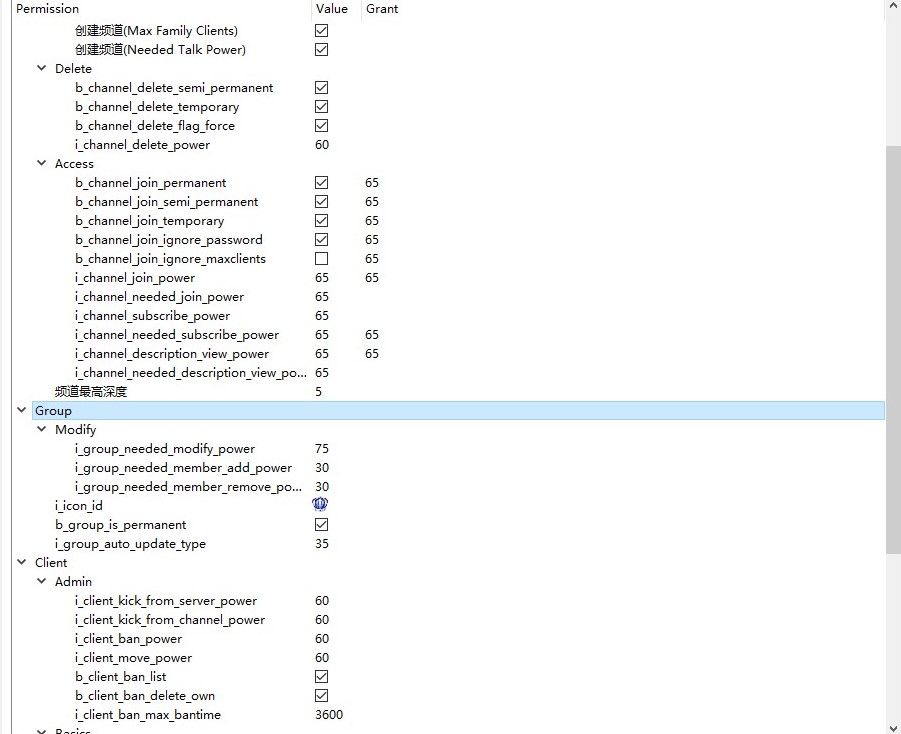 Permission Value Grant
创建频道(Max Family Clients)
创建频道(Needed Talk Power)
Delete
b_channel_delete_semi_permanent
b_channel_delete_temporary
b_channel_delete_flag_force
i_channel_delete_power 60
Access
b_channel_join_permanent 65
b_channel_join_semi_permanent 65
b_channel_join_temporary 65
b_channel_join_ignore_password 65
b_channel_join_ignore_maxclients 65
i_channel_join_power 65 65
i_channel_needed_join_power 65
i_channel_subscribe_power 65
i_channel_needed_subscribe_power 65 65
i_channel_description_view_power 65 65
i_channel_needed_description_view_po... 65
频道最高深度 5
Group
Modify
i_group_needed_modify_power 75
i_group_needed_member_add_power 30
i_group_needed_member_remove_po... 30
i_icon_id
b_group_is_permanent
i_group_auto_update_type 35
Client
Admin
i_client_kick_from_server_power 60
i_client_kick_from_channel_power 60
i_client_ban_power 60
i_client_move_power 60
b_client_ban_list
b_client_ban_delete_own
i_client_ban_max_bantime 3600
Basics